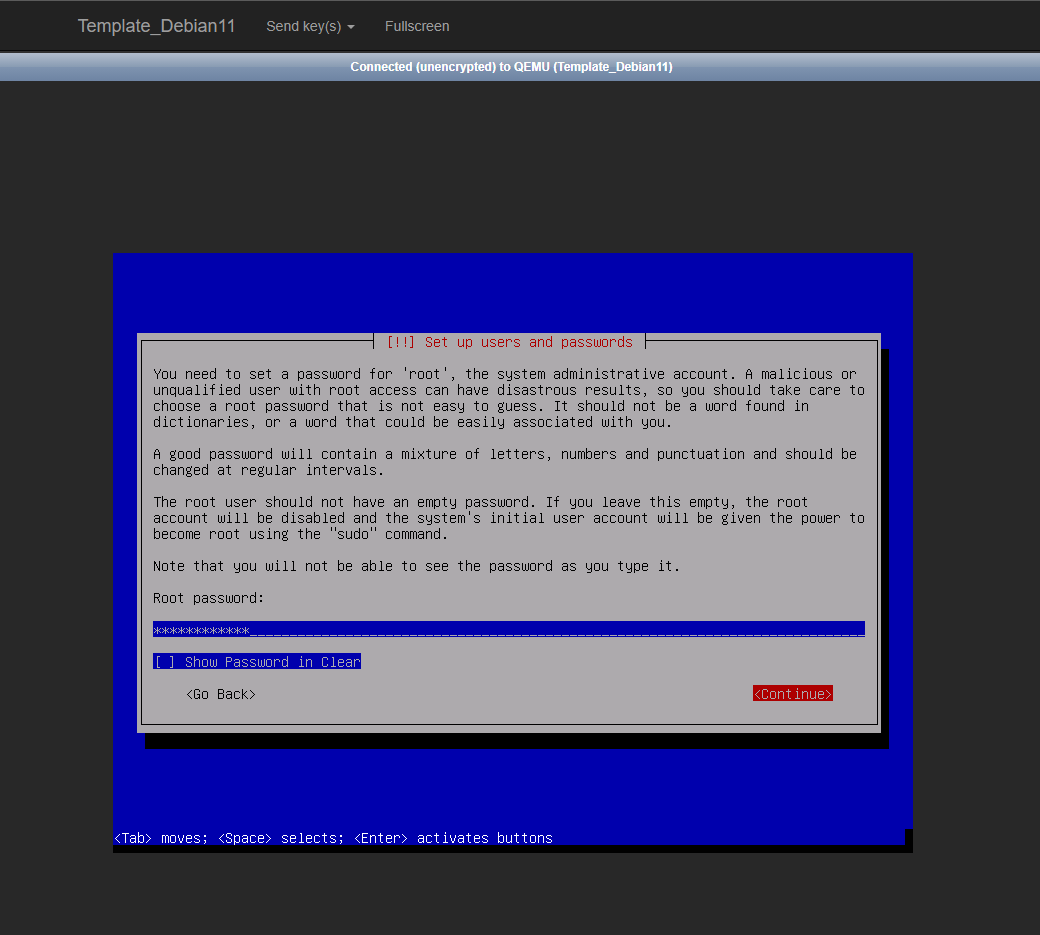 Template_Debian11 Send key(s) Fullscreen
Connected (unencrypted) to QEMU (Template_Debian11)
[!!] Set up users and passwords
You need to set a password for 'root', the system administrative account. A malicious or
unqualified user with root access can have disastrous results, so you should take care to
choose a root password that is not easy to guess. It should not be a word found in
dictionaries, or a word that could be easily associated with you.
A good password will contain a mixture of letters, numbers and punctuation and should be
changed at regular intervals.
The root user should not have an empty password. If you leave this empty, the root
account will be disabled and the system's initial user account will be given the power to
become root using the "sudo" command.
Note that you will not be able to see the password as you type it.
Root password:
************
[ ] Show Password in Clear
<Go Back> <Continue>
<Tab> moves; <Space> selects; <Enter> activates buttons